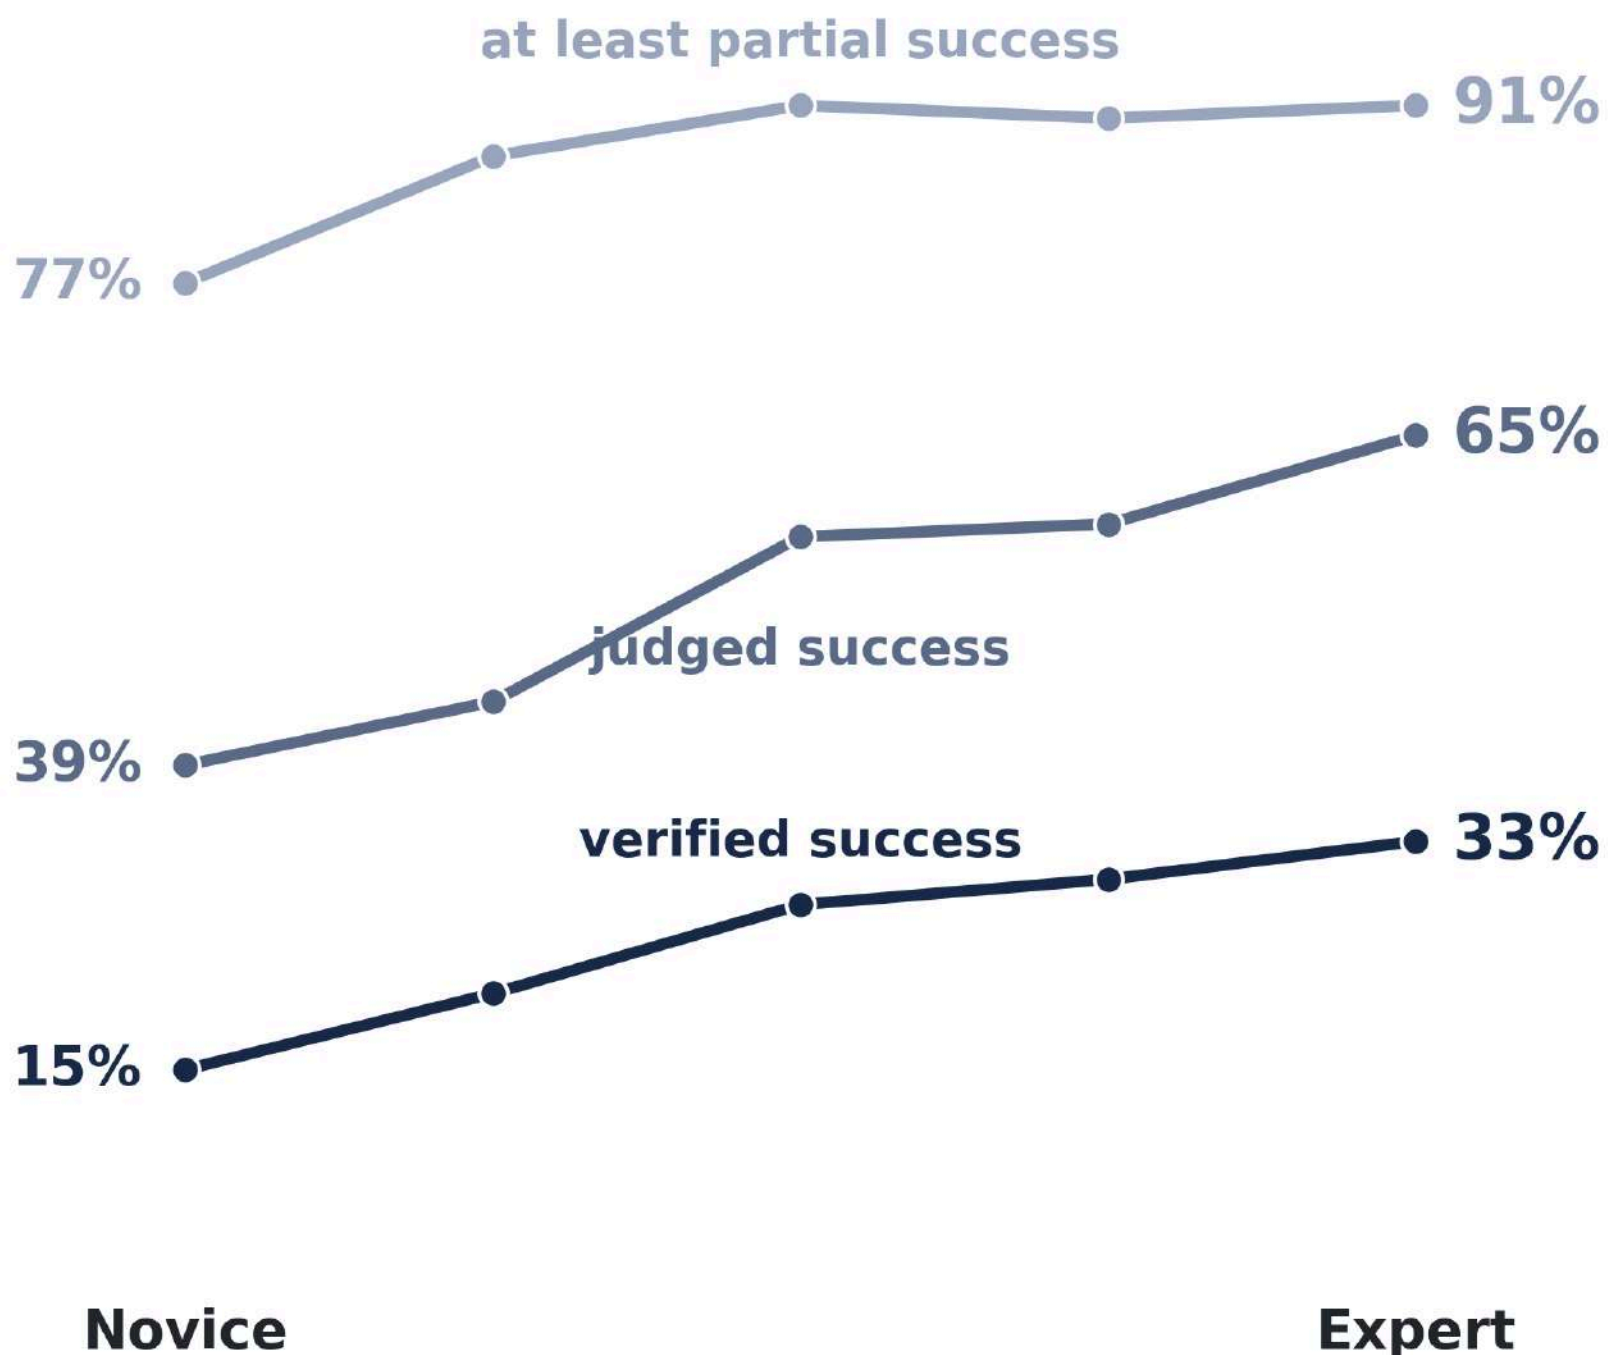 at least partial success
91%
77%
65%
judged success
39%
verified success
33%
15%
Novice
Expert